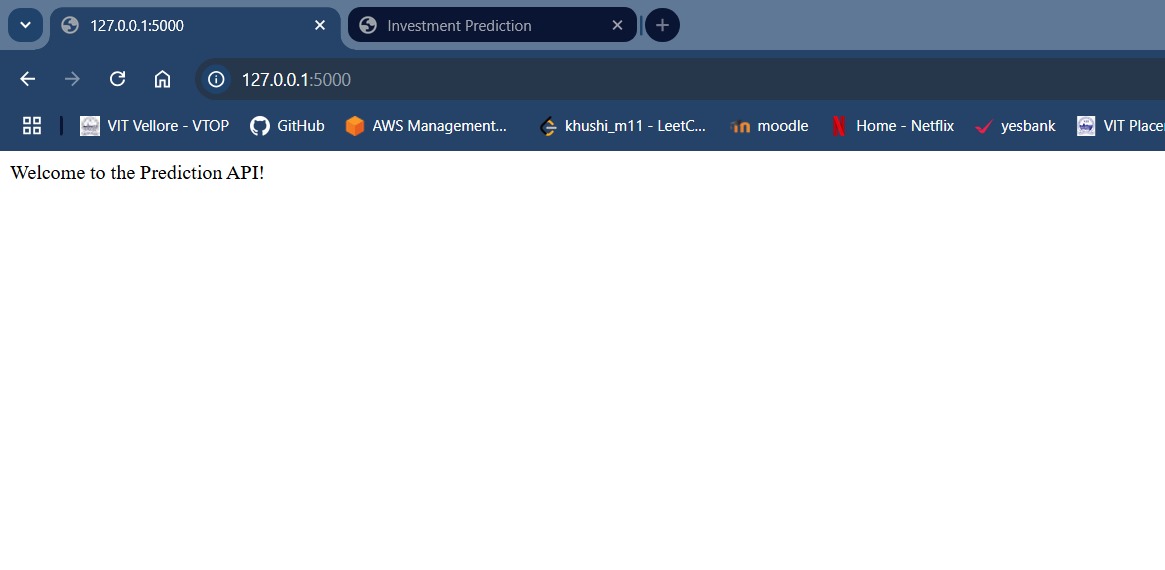 127.0.0.1:5000
Investment Prediction
127.0.0.1:5000
VIT Vellore - VTOP GitHub AWS Management... khushi_m11 - LeetC... moodle Home - Netflix yesbank VIT Place
Welcome to the Prediction API!